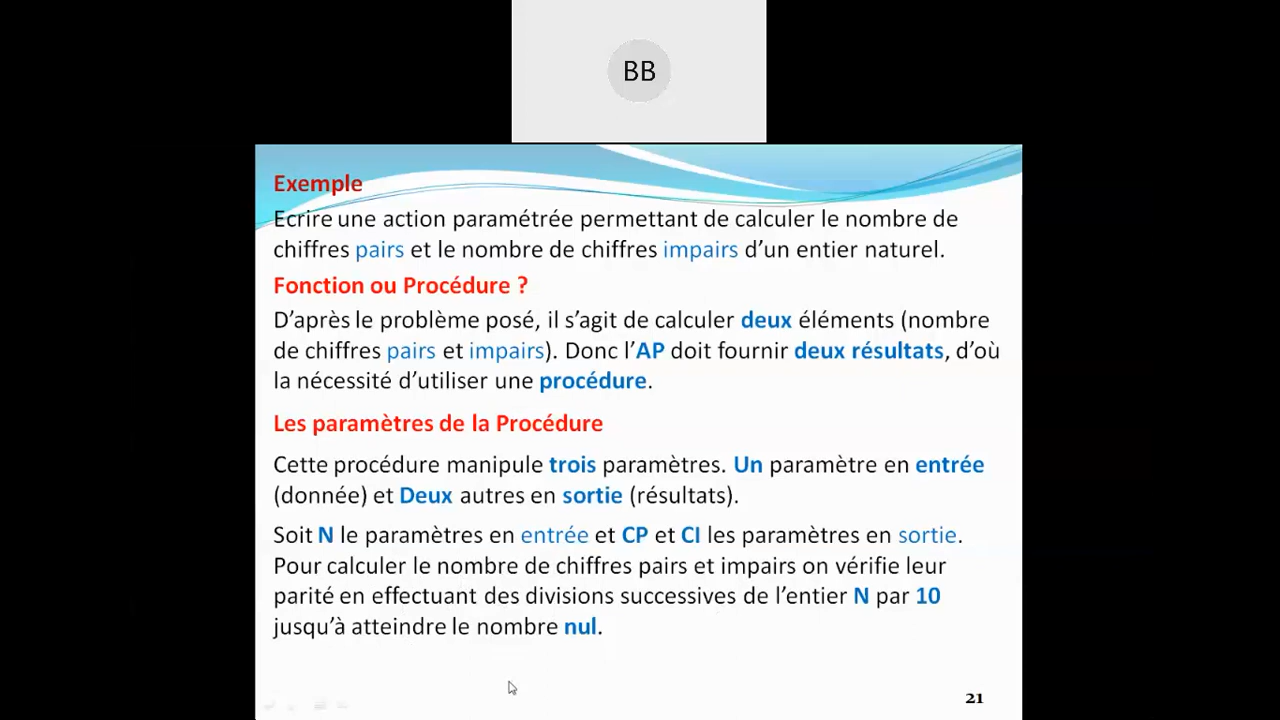 BB
Exemple
Ecrire une action paramétrée permettant de calculer le nombre de
chiffres pairs et le nombre de chiffres impairs d’un entier naturel.
Fonction ou Procédure ?
D’après le problème posé, il s’agit de calculer deux éléments (nombre
de chiffres pairs et impairs). Donc l’AP doit fournir deux résultats, d’où
la nécessité d’utiliser une procédure.
Les paramètres de la Procédure
Cette procédure manipule trois paramètres. Un paramètre en entrée
(donnée) et Deux autres en sortie (résultats).
Soit N le paramètres en entrée et CP et CI les paramètres en sortie.
Pour calculer le nombre de chiffres pairs et impairs on vérifie leur
parité en effectuant des divisions successives de l’entier N par 10
jusqu’à atteindre le nombre nul.
21